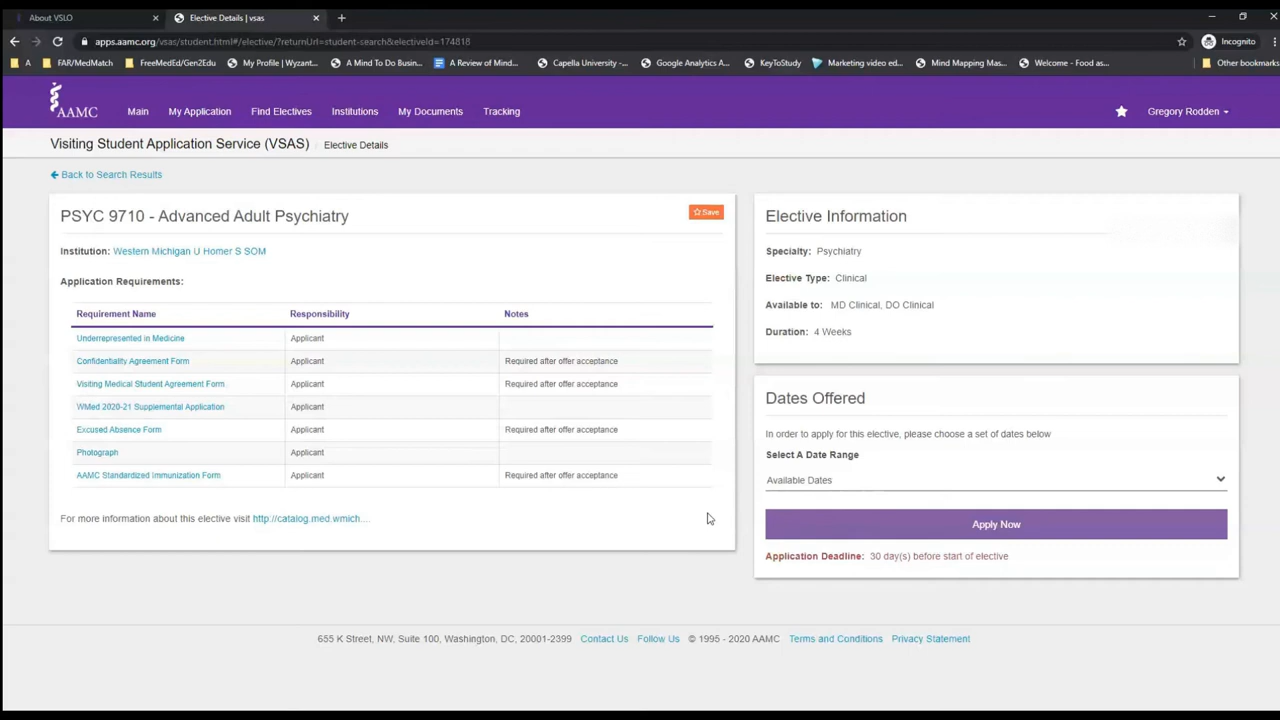 About VSLO
Elective Details | vsas
apps.aamc.org/vsas/student.html#/elective/?returnUrl=student-search&electiveId=174818
Incognito
A FAR/MedMatch FreeMedEd/Gen2Edu My Profile | Wyzant... A Mind To Do Busin... A Review of Mind... Capella University -... Google Analytics A... KeyToStudy Marketing video ed... Mind Mapping Mas... Welcome - Food as... Other bookmarks
AAMC
Main My Application Find Electives Institutions My Documents Tracking
Gregory Rodden
Visiting Student Application Service (VSAS) Elective Details
Back to Search Results
PSYC 9710 - Advanced Adult Psychiatry
Save
Institution: Western Michigan U Homer S SOM
Application Requirements:
Requirement Name Responsibility Notes
Underrepresented in Medicine Applicant
Confidentiality Agreement Form Applicant Required after offer acceptance
Visiting Medical Student Agreement Form Applicant Required after offer acceptance
WMed 2020-21 Supplemental Application Applicant
Excused Absence Form Applicant Required after offer acceptance
Photograph Applicant
AAMC Standardized Immunization Form Applicant Required after offer acceptance
For more information about this elective visit http://catalog.med.wmich....
Elective Information
Specialty: Psychiatry
Elective Type: Clinical
Available to: MD Clinical, DO Clinical
Duration: 4 Weeks
Dates Offered
In order to apply for this elective, please choose a set of dates below
Select A Date Range
Available Dates
Apply Now
Application Deadline: 30 day(s) before start of elective
655 K Street, NW, Suite 100, Washington, DC, 20001-2399 Contact Us Follow Us © 1995 - 2020 AAMC Terms and Conditions Privacy Statement